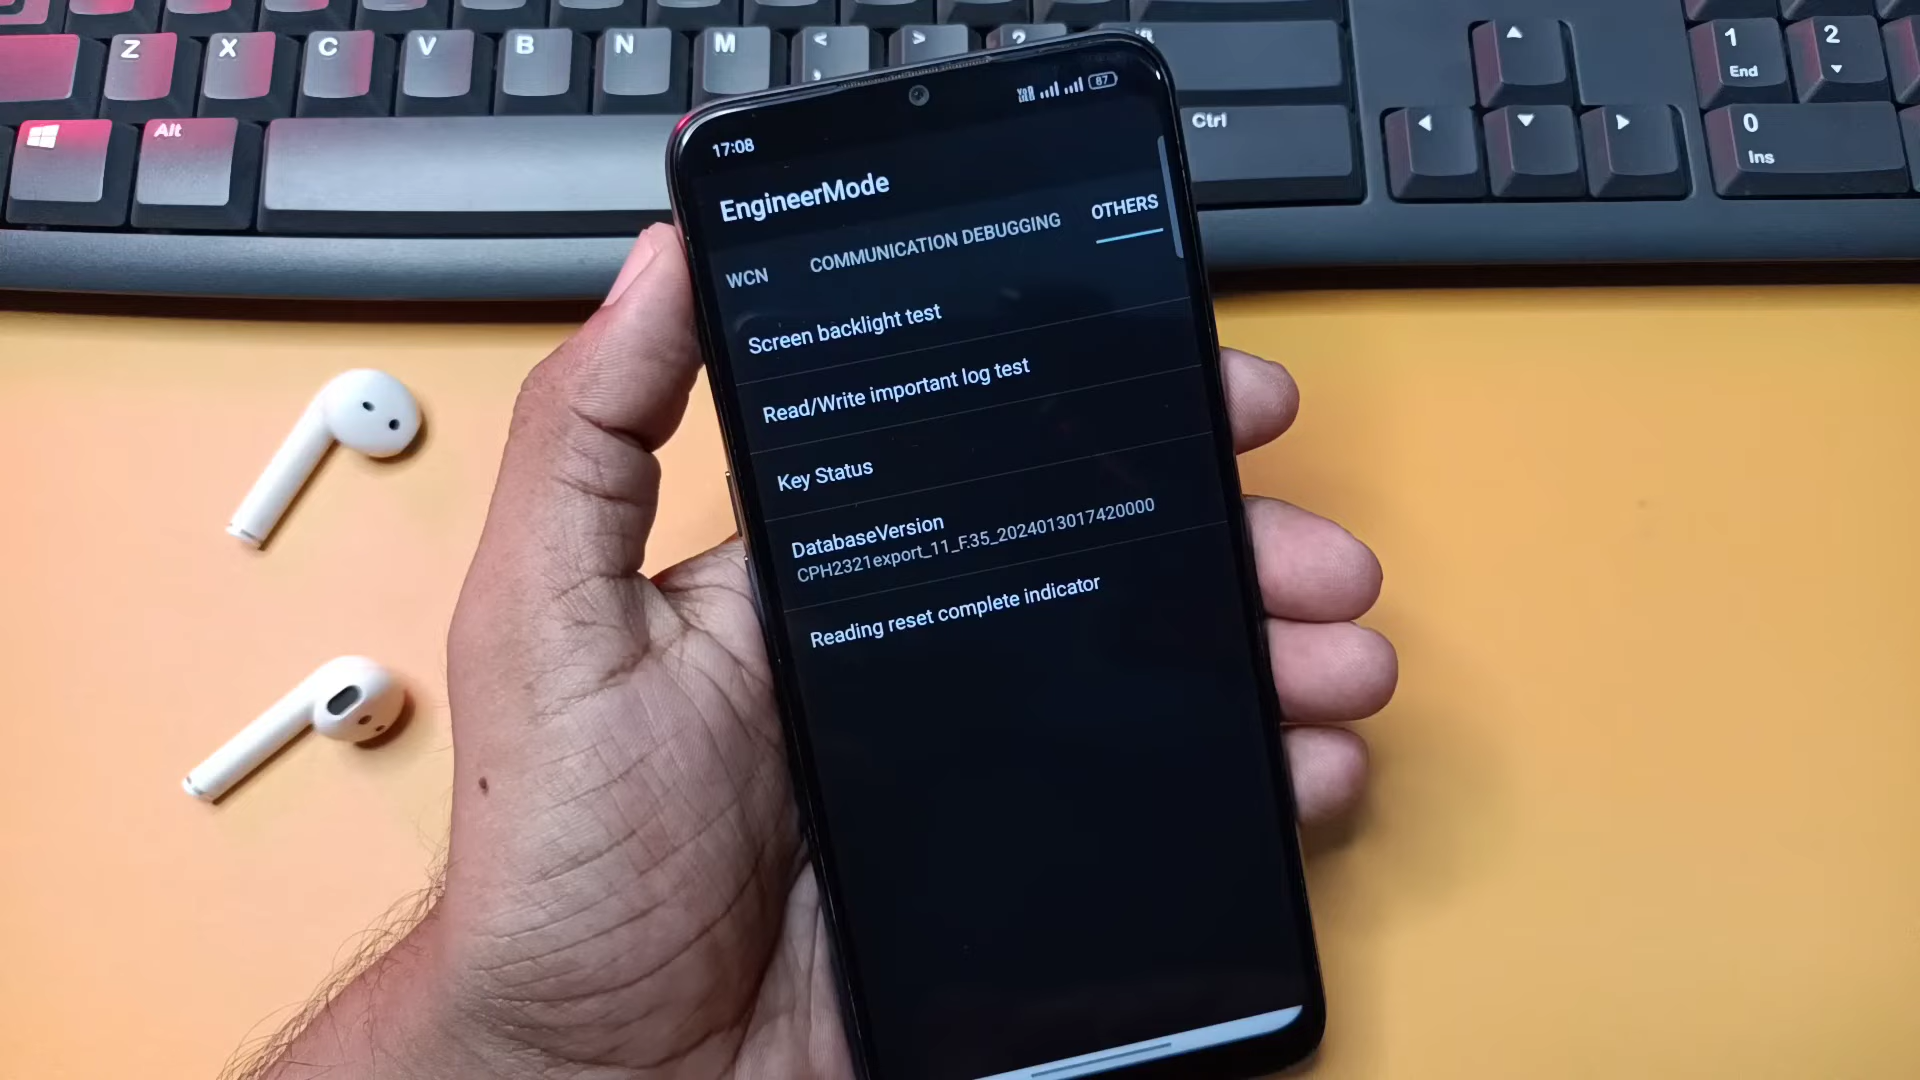 Z X C V B N M < >
?
1
End
2
Alt
Ctrl
0
Ins
17:08
87
EngineerMode
WCN COMMUNICATION DEBUGGING OTHERS
Screen backlight test
Read/Write important log test
Key Status
DatabaseVersion
CPH2321export_11_F.35_2024013017420000
Reading reset complete indicator